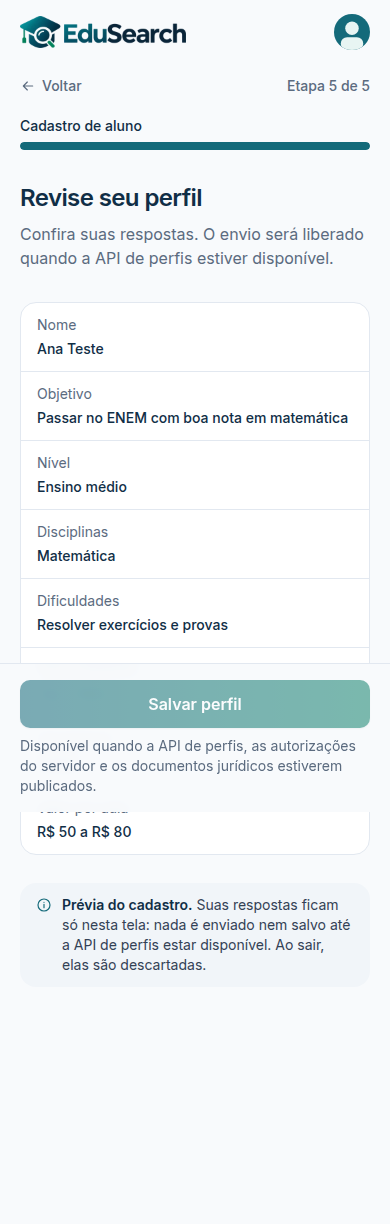 EduSearch
Voltar
Etapa 5 de 5
Cadastro de aluno
Revise seu perfil
Confira suas respostas. O envio será liberado
quando a API de perfis estiver disponível.
Nome
Ana Teste
Objetivo
Passar no ENEM com boa nota em matemática
Nível
Ensino médio
Disciplinas
Matemática
Dificuldades
Resolver exercícios e provas
Salvar perfil
Disponível quando a API de perfis, as autorizações
do servidor e os documentos jurídicos estiverem
publicados.
R$ 50 a R$ 80
Prévia do cadastro. Suas respostas ficam
só nesta tela: nada é enviado nem salvo até
a API de perfis estar disponível. Ao sair,
elas são descartadas.